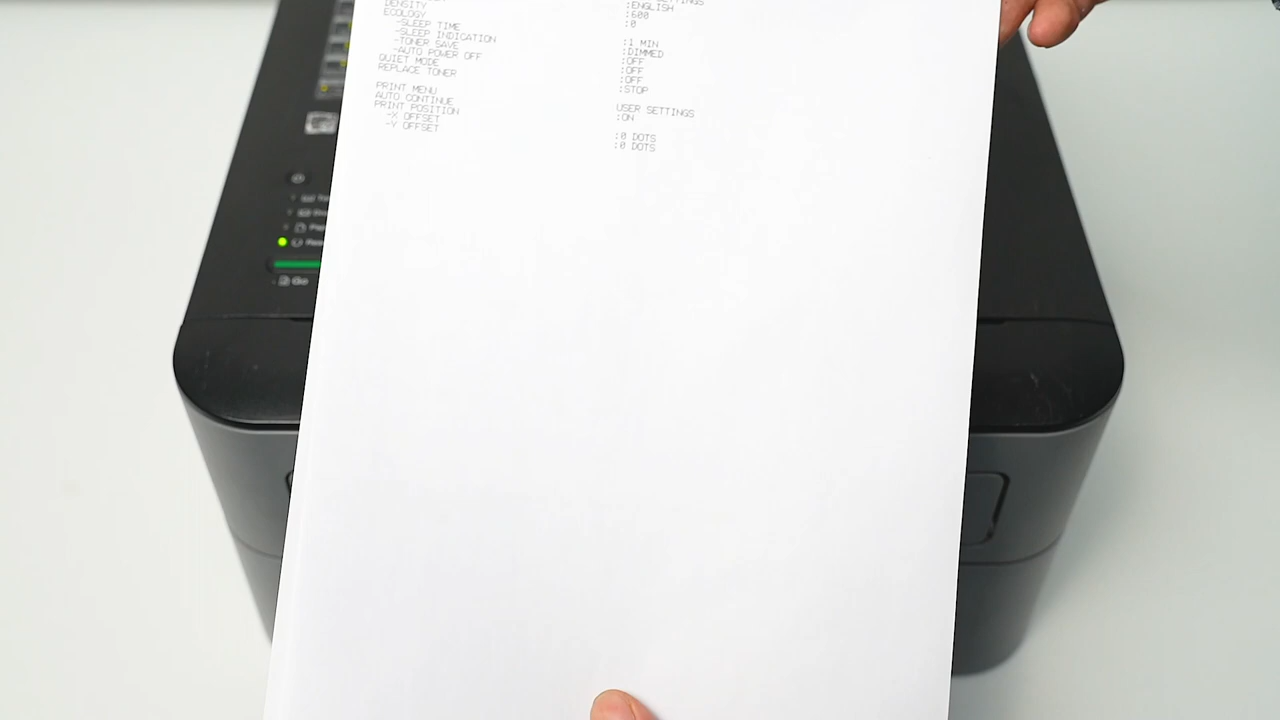 :ENGLISH
DENSITY :600
ECOLOGY :0
-SLEEP TIME :1 MIN
-SLEEP INDICATION :DIMMED
-TONER SAVE :OFF
-AUTO POWER OFF :OFF
QUIET MODE :OFF
REPLACE TONER :STOP
PRINT MENU USER SETTINGS
AUTO CONTINUE :ON
PRINT POSITION
-X OFFSET :0 DOTS
-Y OFFSET :0 DOTS
Go